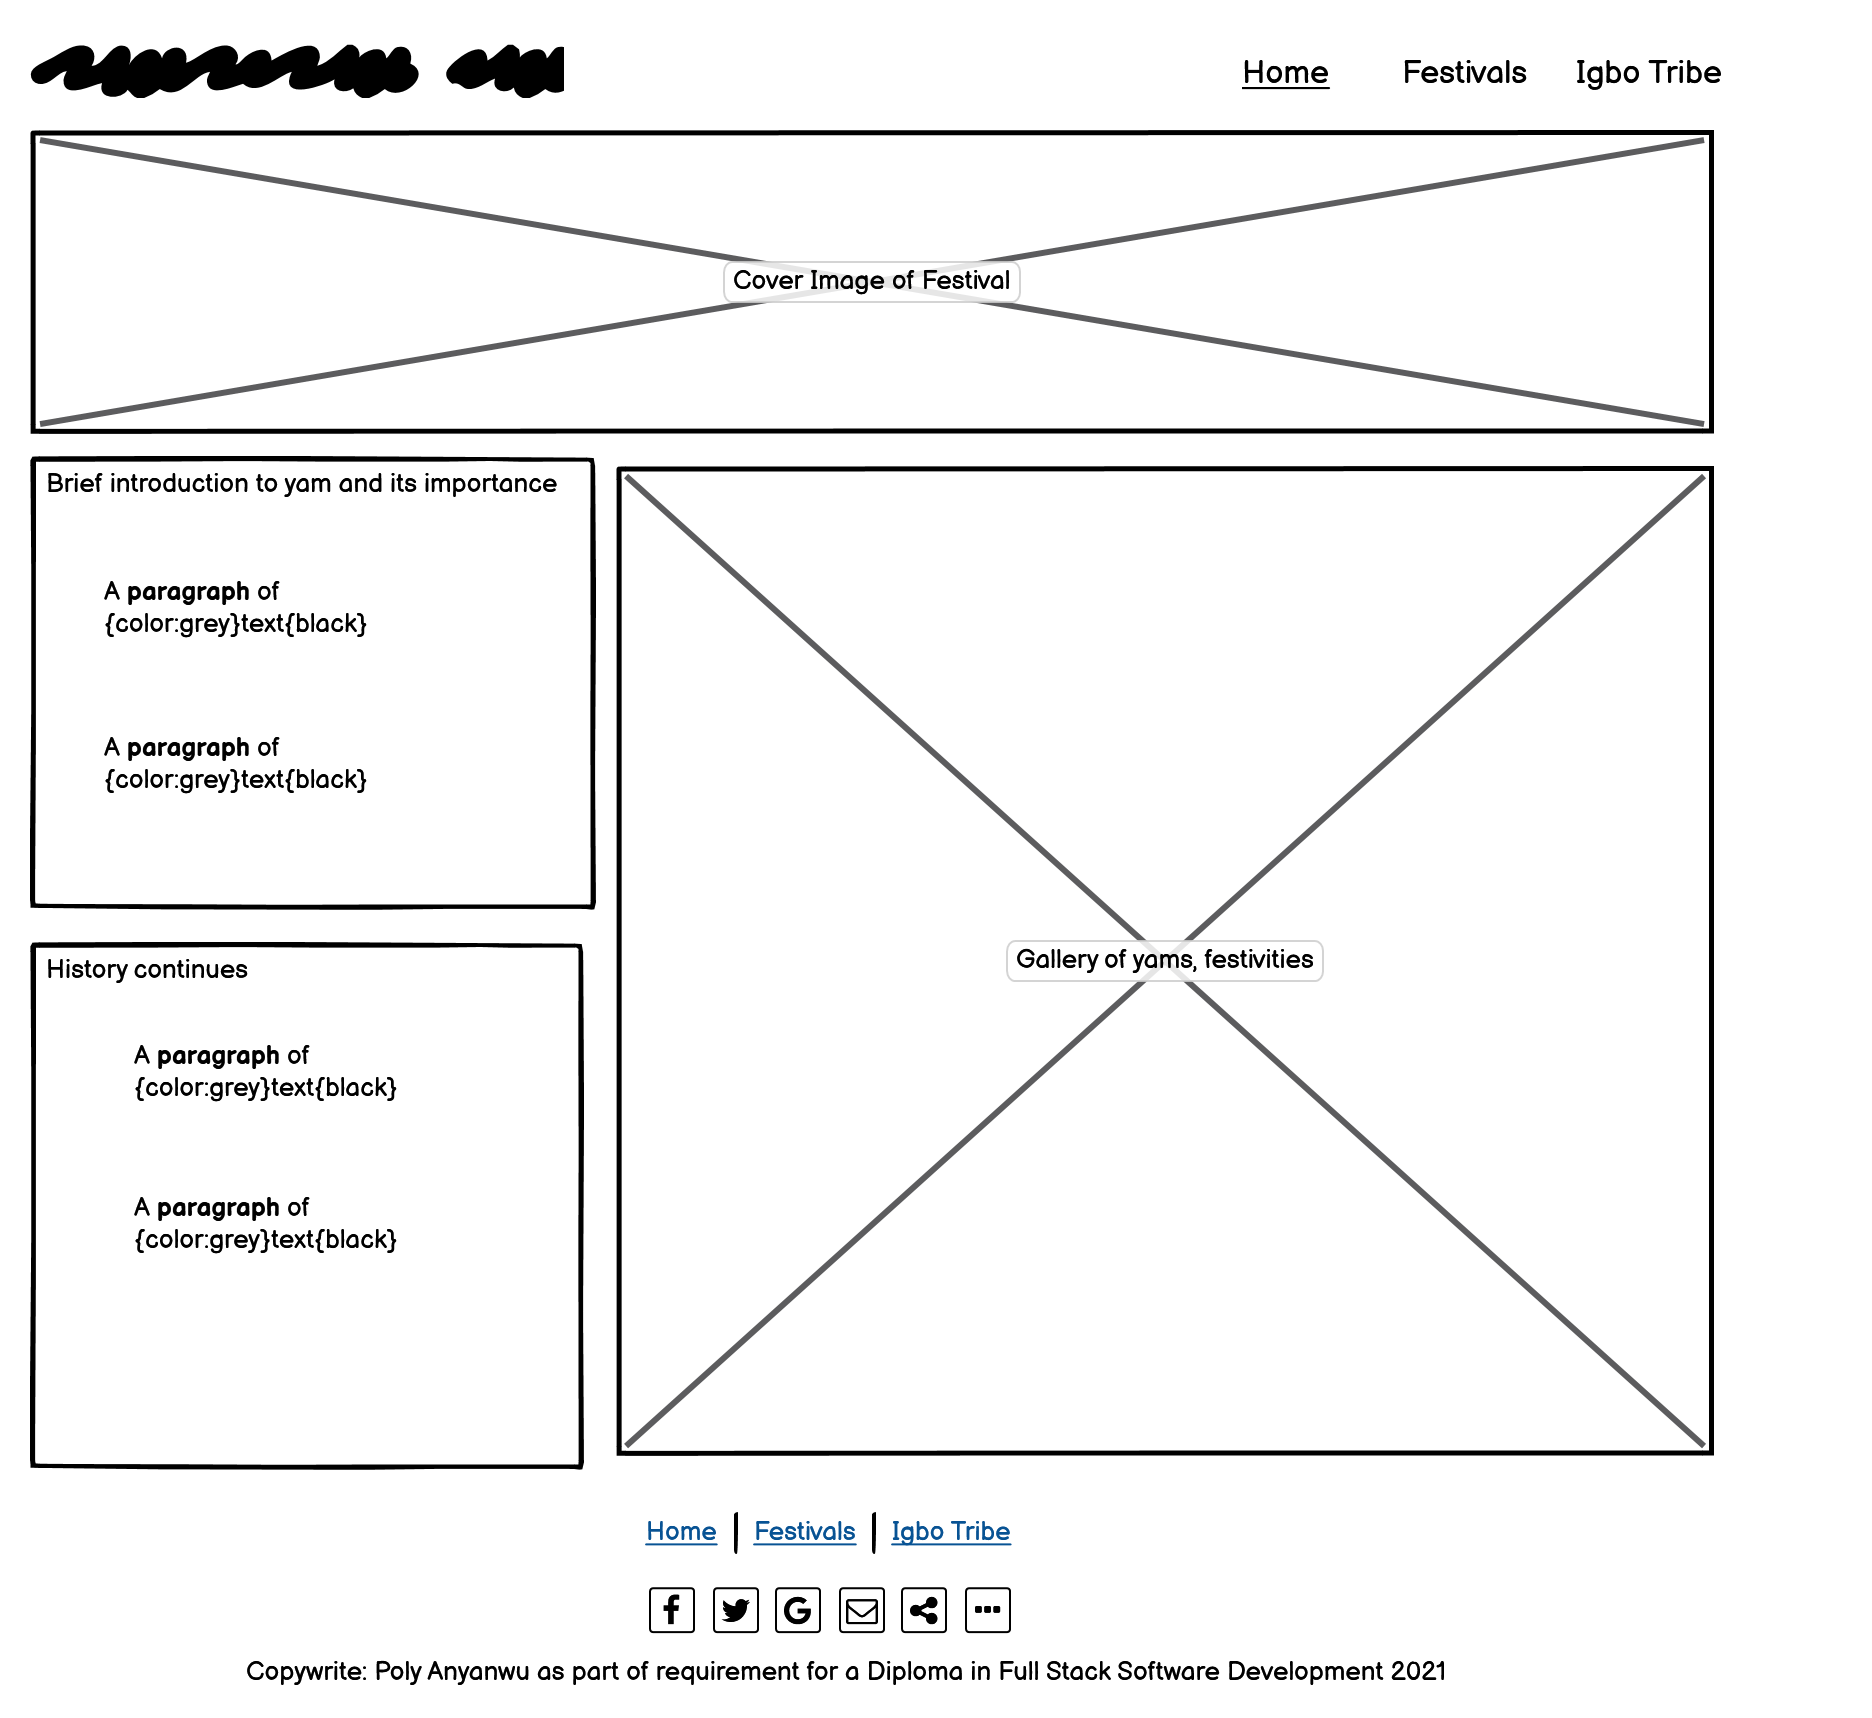 Home Festivals Igbo Tribe
Cover Image of Festival
Brief introduction to yam and its importance
A paragraph of
{color:grey}text{black}
A paragraph of
{color:grey}text{black}
History continues
A paragraph of
{color:grey}text{black}
A paragraph of
{color:grey}text{black}
Gallery of yams, festivities
Home | Festivals | Igbo Tribe
Copywrite: Poly Anyanwu as part of requirement for a Diploma in Full Stack Software Development 2021